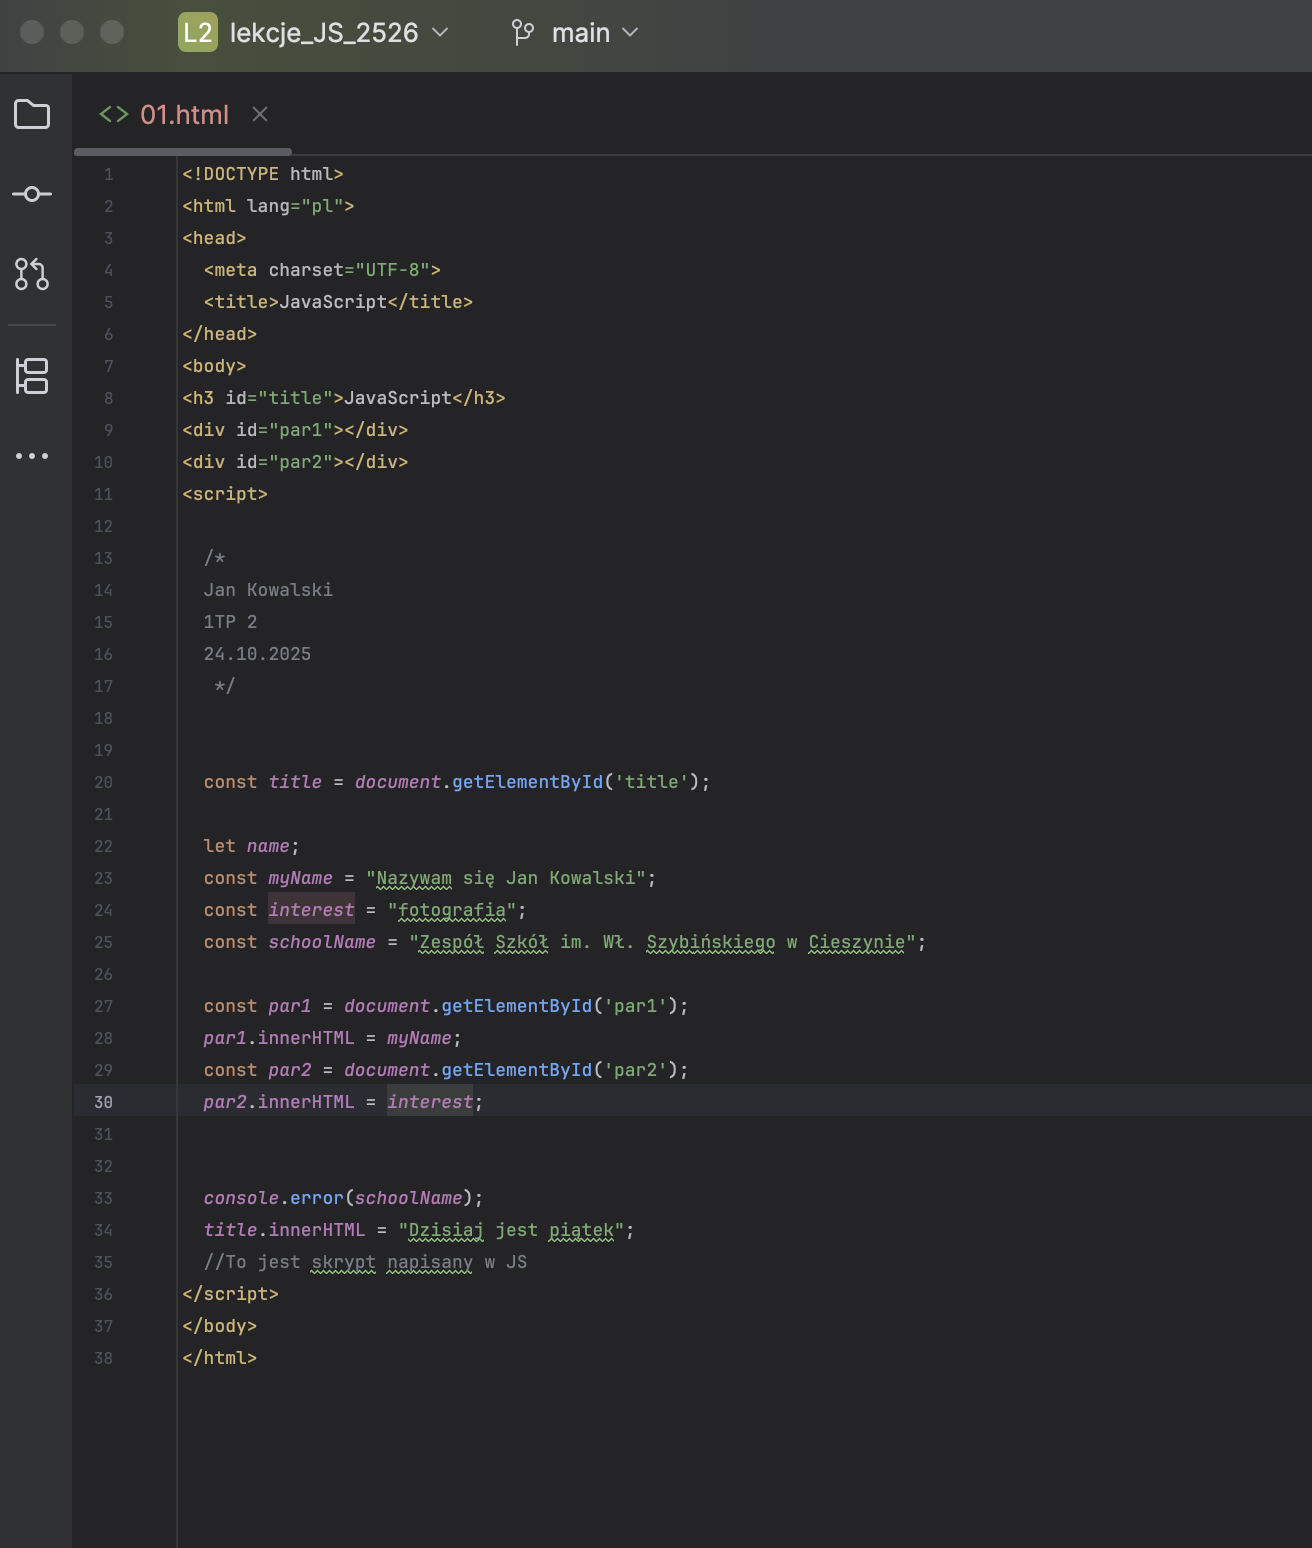 L2 lekcje_JS_2526 main
01.html
1 <!DOCTYPE html>
2 <html lang="pl">
3 <head>
4   <meta charset="UTF-8">
5   <title>JavaScript</title>
6 </head>
7 <body>
8 <h3 id="title">JavaScript</h3>
9 <div id="par1"></div>
10 <div id="par2"></div>
11 <script>
12
13   /*
14   Jan Kowalski
15   1TP 2
16   24.10.2025
17    */
18
19
20   const title = document.getElementById('title');
21
22   let name;
23   const myName = "Nazywam się Jan Kowalski";
24   const interest = "fotografia";
25   const schoolName = "Zespół Szkół im. Wł. Szybińskiego w Cieszynie";
26
27   const par1 = document.getElementById('par1');
28   par1.innerHTML = myName;
29   const par2 = document.getElementById('par2');
30   par2.innerHTML = interest;
31
32
33   console.error(schoolName);
34   title.innerHTML = "Dzisiaj jest piątek";
35   //To jest skrypt napisany w JS
36 </script>
37 </body>
38 </html>